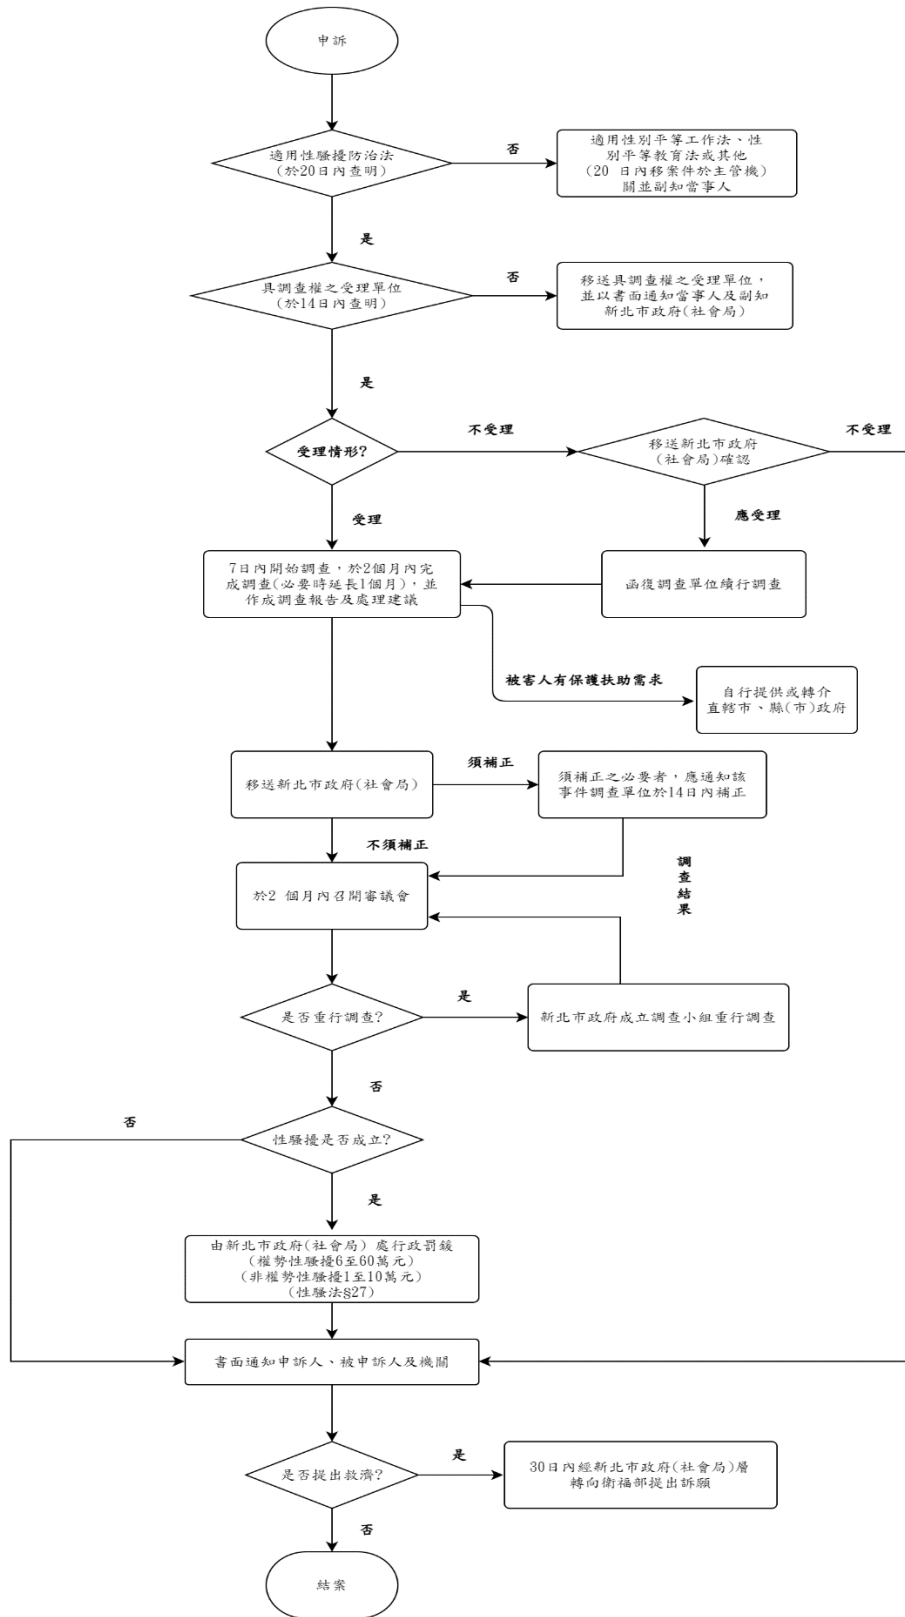 申訴
適用性騷擾防治法
(於20日內查明)
否
適用性別平等工作法、性
別平等教育法或其他
(20 日內移案件於主管機)
關並副知當事人
是
具調查權之受理單位
(於14日內查明)
否
移送具調查權之受理單位，
並以書面通知當事人及副知
新北市政府(社會局)
是
受理情形?
不受理
移送新北市政府
(社會局)確認
不受理
受理
應受理
7日內開始調查，於2個月內完
成調查(必要時延長1個月)，並
作成調查報告及處理建議
函復調查單位續行調查
被害人有保護扶助需求
自行提供或轉介
直轄市、縣(市)政府
移送新北市政府(社會局)
須補正
須補正之必要者，應通知該
事件調查單位於14日內補正
不須補正
調
查
結
果
於2 個月內召開審議會
是否重行調查?
是
新北市政府成立調查小組重行調查
否
否
性騷擾是否成立?
是
由新北市政府(社會局) 處行政罰鍰
(權勢性騷擾6至60萬元)
(非權勢性騷擾1至10萬元)
(性騷法§27)
書面通知申訴人、被申訴人及機關
是否提出救濟?
是
30日內經新北市政府(社會局)層
轉向衛福部提出訴願
否
結案